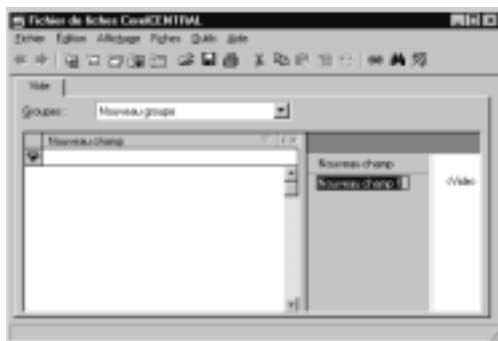 Fichier de fiches CorelCENTRAL
Fichier Edition Affichage Fiches Outils Aide
Vide
Groupes: Nouveau groupe
Nouveau champ
Nouveau champ
Nouveau champ 1 <Vide>